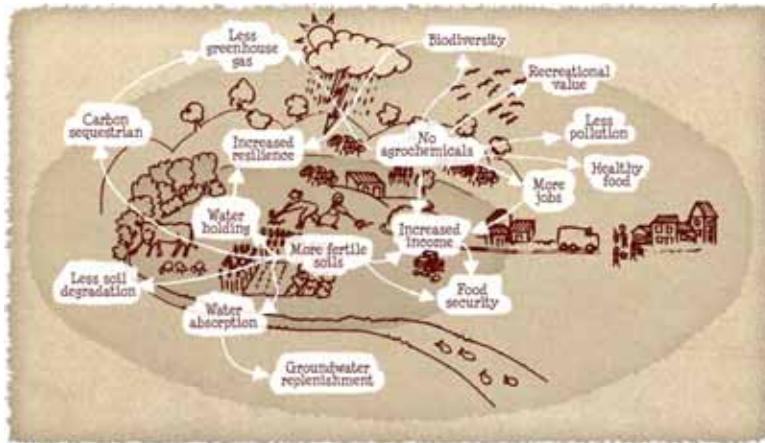 Less
greenhouse
gas
Biodiversity
Recreational
value
Carbon
sequestrian
Increased
resilience
No
agrochemicals
Less
pollution
Healthy
food
More
jobs
Water
holding
Increased
income
More fertile
soils
Less soil
degradation
Food
security
Water
absorption
Groundwater
replenishment